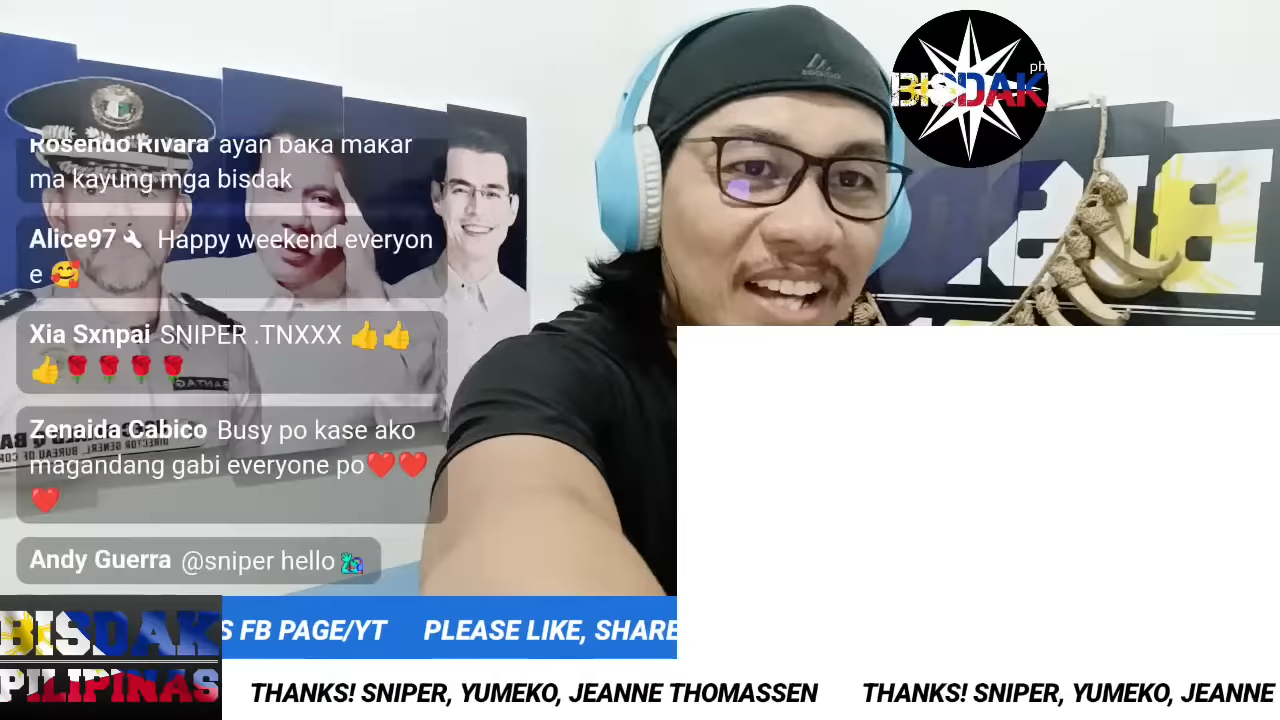 Rosendo Rivara ayan baka makar
ma kayung mga bisdak
Alice97 Happy weekend everyon
e 🥰
Xia Sxnpai SNIPER .TNXXX 👍👍
👍🌹🌹🌹🌹
Zenaida Cabico Busy po kase ako
magandang gabi everyone po❤️❤️
❤️
Andy Guerra @sniper hello
ph
BISDAK
BISDAK
PILIPINAS
S FB PAGE/YT PLEASE LIKE, SHARE
THANKS! SNIPER, YUMEKO, JEANNE THOMASSEN THANKS! SNIPER, YUMEKO, JEANNE